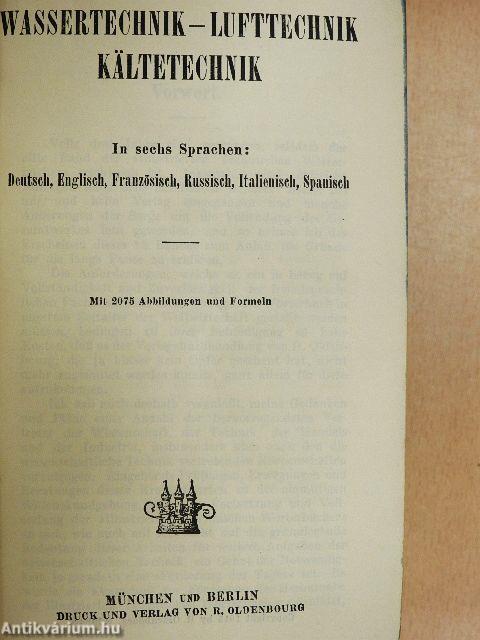 WASSERTECHNIK – LUFTTECHNIK
KÄLTETECHNIK
In sechs Sprachen:
Deutsch, Englisch, Französisch, Russisch, Italienisch, Spanisch
Mit 2075 Abbildungen und Formeln
MÜNCHEN UND BERLIN
DRUCK UND VERLAG VON R. OLDENBOURG
Antikvárium.hu